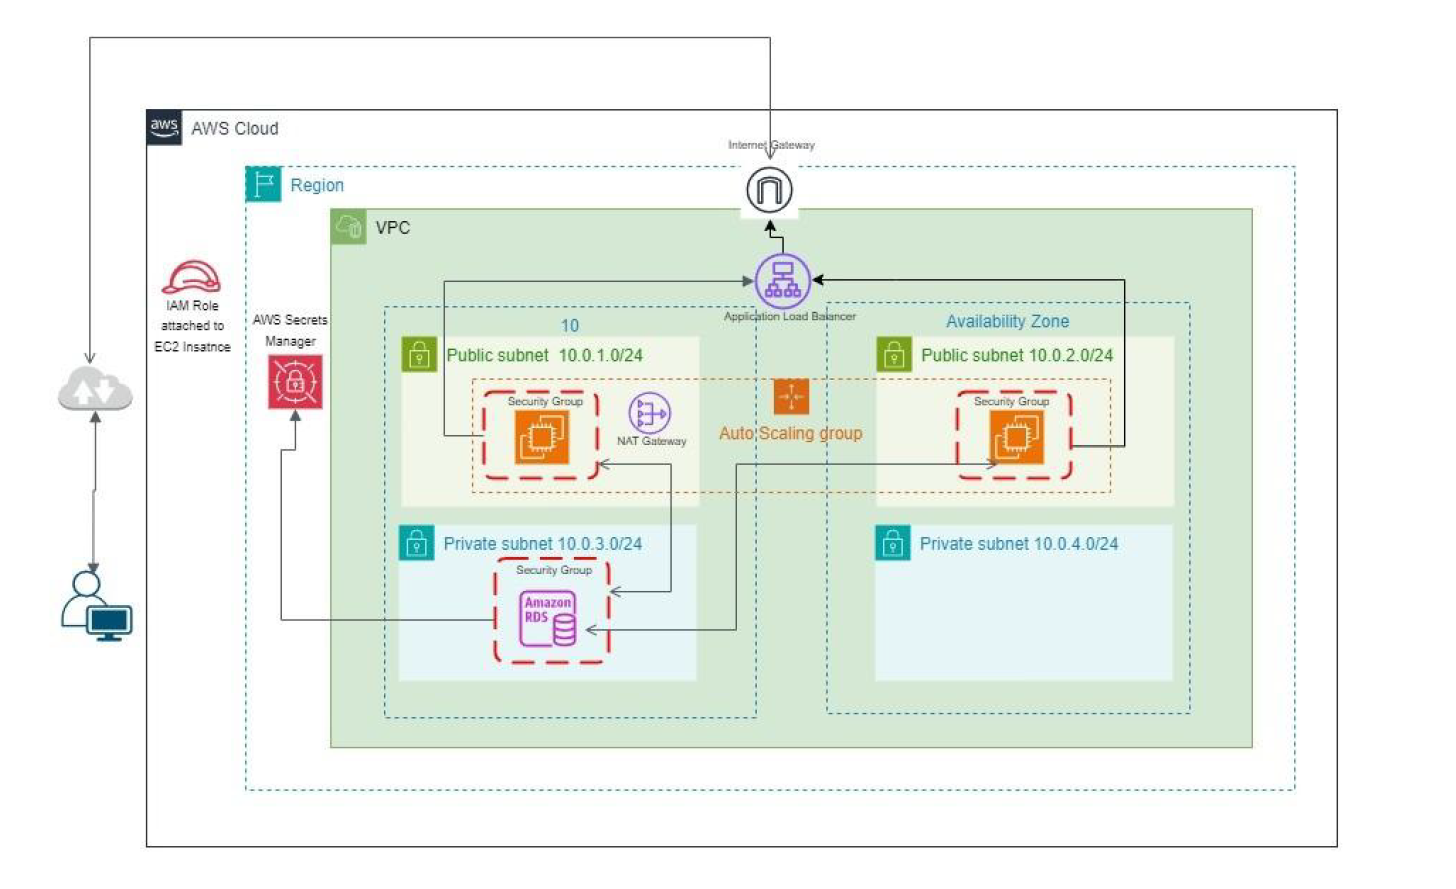 aws
AWS Cloud
Internet Gateway
Region
VPC
IAM Role
attached to
EC2 Insatnce
AWS Secrets
Manager
Application Load Balancer
10
Availability Zone
Public subnet 10.0.1.0/24
Public subnet 10.0.2.0/24
Security Group
NAT Gateway
Auto Scaling group
Security Group
Private subnet 10.0.3.0/24
Private subnet 10.0.4.0/24
Security Group
Amazon
RDS